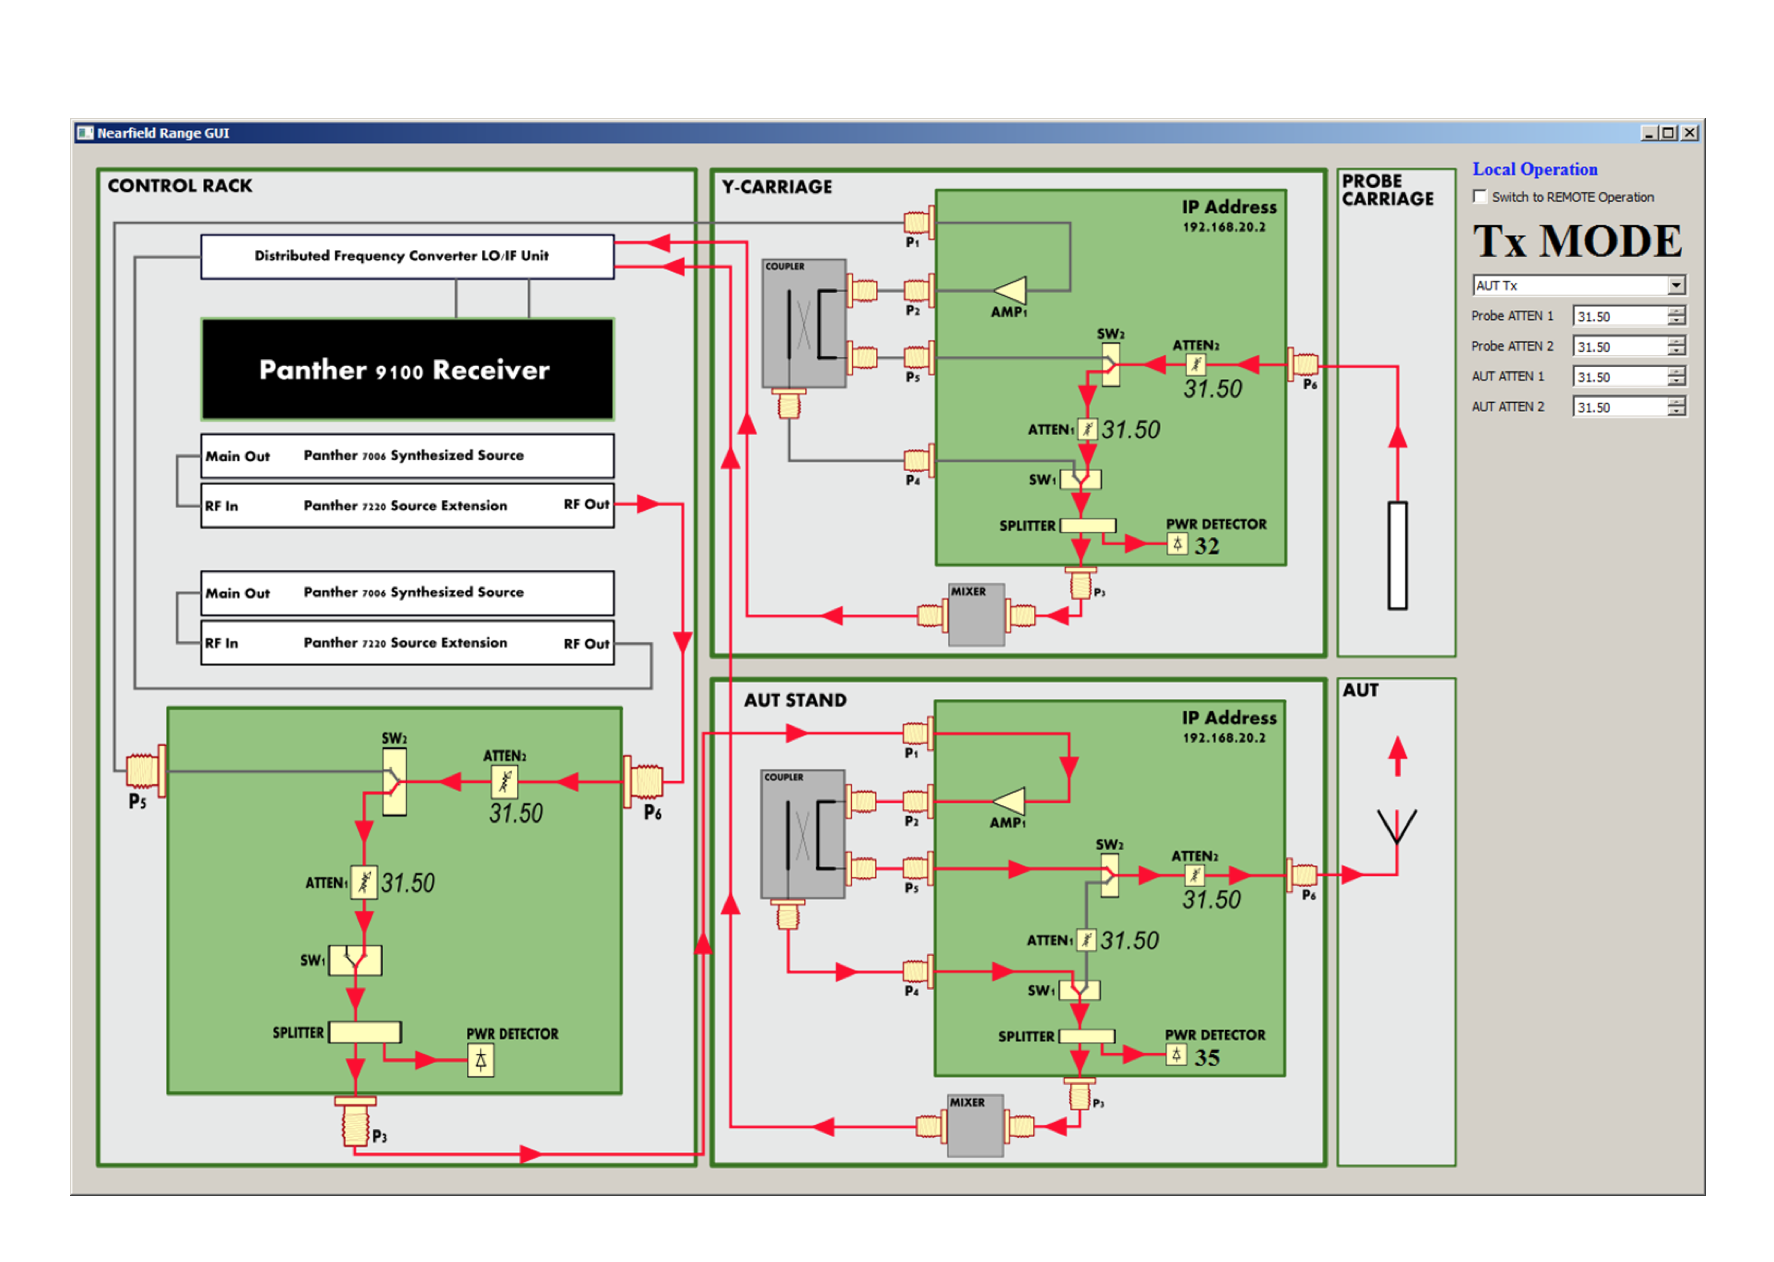 Nearfield Range GUI
CONTROL RACK
Distributed Frequency Converter LO/IF Unit
Panther 9100 Receiver
Main Out Panther 7006 Synthesized Source
RF In Panther 7220 Source Extension RF Out
Main Out Panther 7006 Synthesized Source
RF In Panther 7220 Source Extension RF Out
SW2
ATTEN2
31.50
P5
P6
ATTEN1 31.50
SW1
SPLITTER
PWR DETECTOR
P3
Y-CARRIAGE
IP Address
192.168.20.2
P1
COUPLER
P2
AMP1
SW2
ATTEN2
31.50
P5
P6
ATTEN1 31.50
P4
SW1
SPLITTER
PWR DETECTOR
32
MIXER
P3
PROBE
CARRIAGE
AUT STAND
IP Address
192.168.20.2
P1
COUPLER
P2
AMP1
SW2
ATTEN2
31.50
P5
P6
ATTEN1 31.50
P4
SW1
SPLITTER
PWR DETECTOR
35
MIXER
P3
AUT
Local Operation
Switch to REMOTE Operation
Tx MODE
AUT Tx
Probe ATTEN 1 31.50
Probe ATTEN 2 31.50
AUT ATTEN 1 31.50
AUT ATTEN 2 31.50